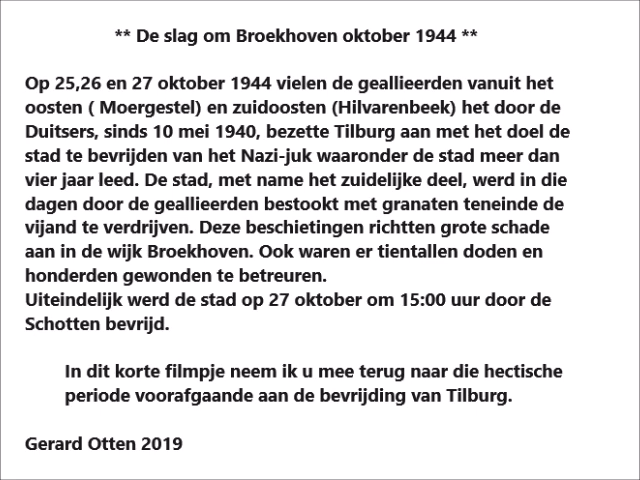 ** De slag om Broekhoven oktober 1944 **
Op 25,26 en 27 oktober 1944 vielen de geallieerden vanuit het
oosten ( Moergestel) en zuidoosten (Hilvarenbeek) het door de
Duitsers, sinds 10 mei 1940, bezette Tilburg aan met het doel de
stad te bevrijden van het Nazi-juk waaronder de stad meer dan
vier jaar leed. De stad, met name het zuidelijke deel, werd in die
dagen door de geallieerden bestookt met granaten teneinde de
vijand te verdrijven. Deze beschietingen richtten grote schade
aan in de wijk Broekhoven. Ook waren er tientallen doden en
honderden gewonden te betreuren.
Uiteindelijk werd de stad op 27 oktober om 15:00 uur door de
Schotten bevrijd.
In dit korte filmpje neem ik u mee terug naar die hectische
periode voorafgaande aan de bevrijding van Tilburg.
Gerard Otten 2019